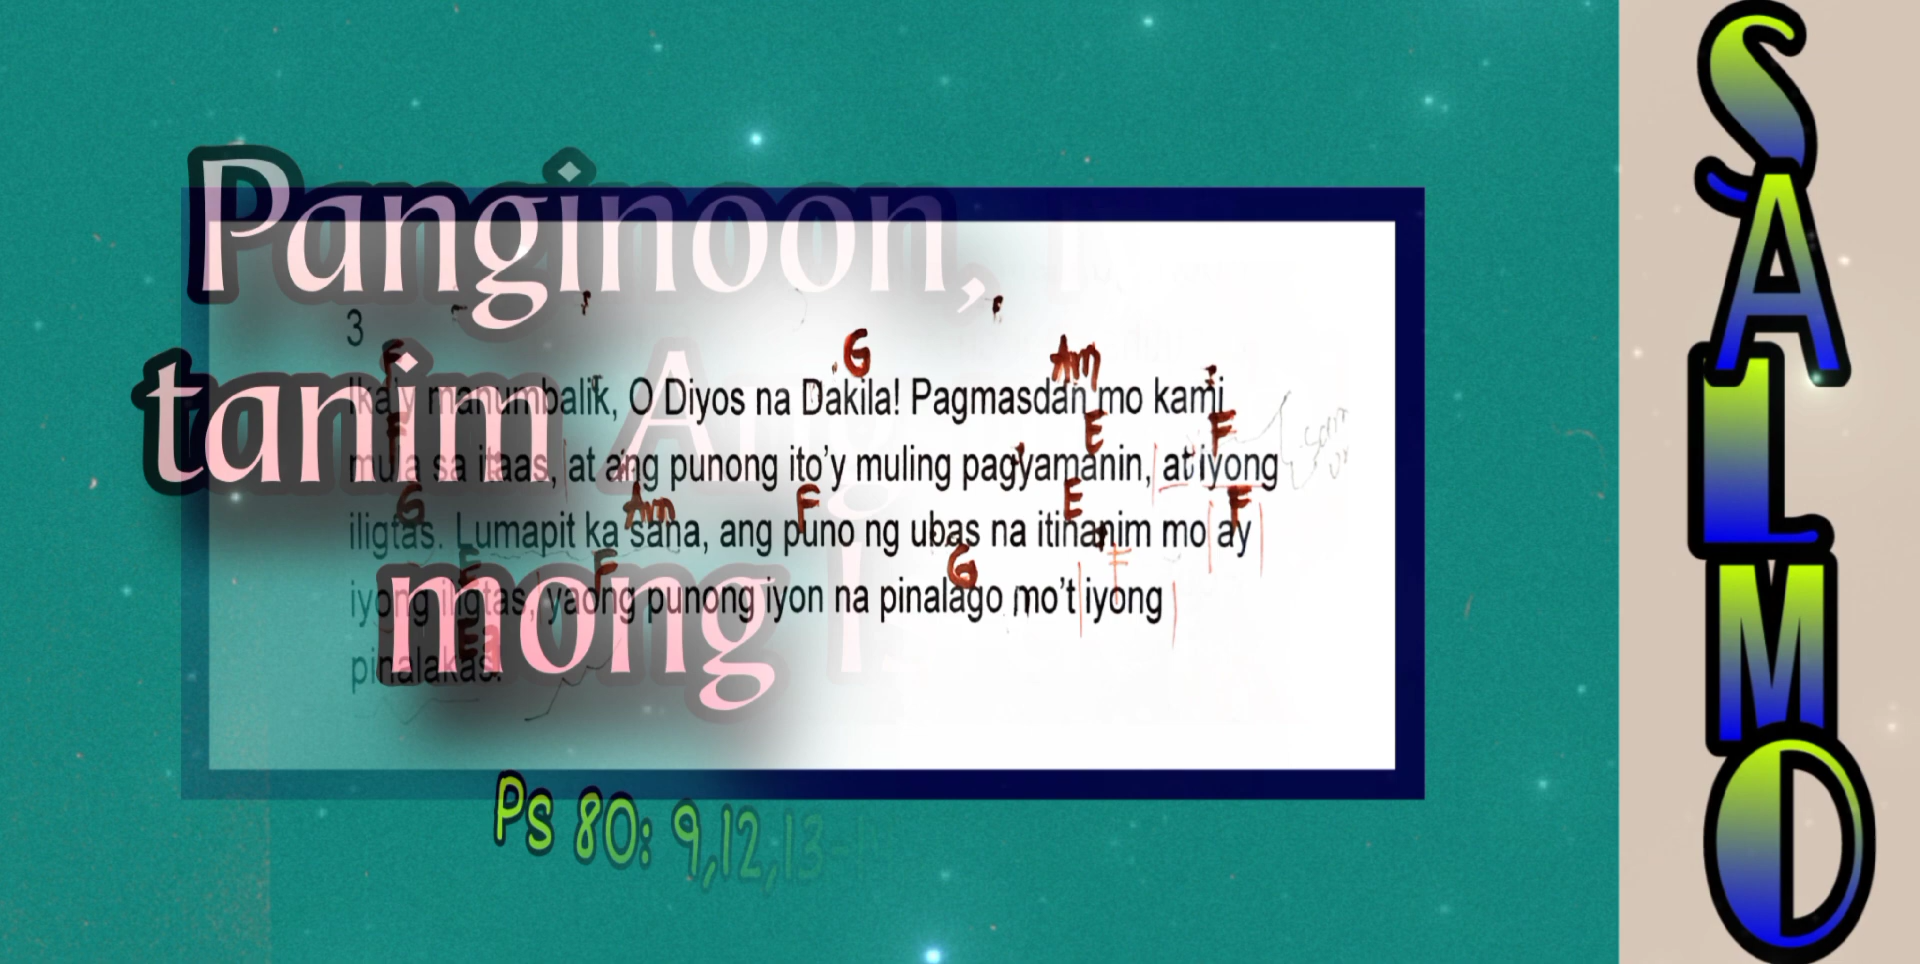 Panginoon,
tanim Ang
mong
3
Ika'y manumbalik, O Diyos na Dakila! Pagmasdan mo kami
mula sa itaas, at ang punong ito'y muling pagyamanin, at iyong
iligtas. Lumapit ka sana, ang puno ng ubas na itinanim mo ay
iyong iligtas, yaong punong iyon na pinalago mo't iyong
pinalakas.
F
G
Am
F
E
F
G
Am
F
E
F
E
F
G
F
E
Ps 80: 9,12,13-
SALMO